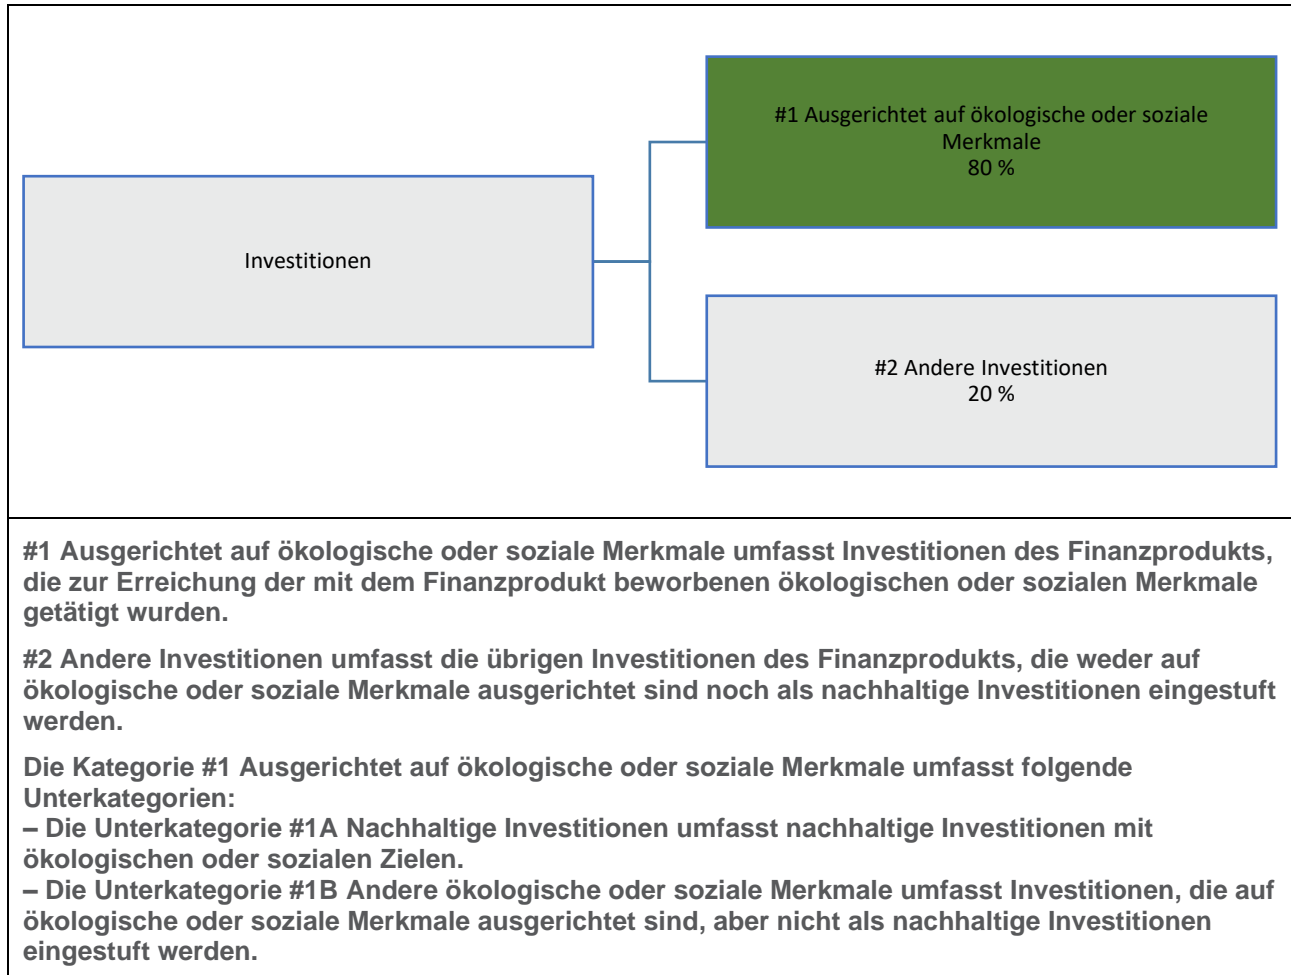 #1 Ausgerichtet auf ökologische oder soziale
Merkmale
80 %
Investitionen
#2 Andere Investitionen
20 %
#1 Ausgerichtet auf ökologische oder soziale Merkmale umfasst Investitionen des Finanzprodukts,
die zur Erreichung der mit dem Finanzprodukt beworbenen ökologischen oder sozialen Merkmale
getätigt wurden.
#2 Andere Investitionen umfasst die übrigen Investitionen des Finanzprodukts, die weder auf
ökologische oder soziale Merkmale ausgerichtet sind noch als nachhaltige Investitionen eingestuft
werden.
Die Kategorie #1 Ausgerichtet auf ökologische oder soziale Merkmale umfasst folgende
Unterkategorien:
– Die Unterkategorie #1A Nachhaltige Investitionen umfasst nachhaltige Investitionen mit
ökologischen oder sozialen Zielen.
– Die Unterkategorie #1B Andere ökologische oder soziale Merkmale umfasst Investitionen, die auf
ökologische oder soziale Merkmale ausgerichtet sind, aber nicht als nachhaltige Investitionen
eingestuft werden.